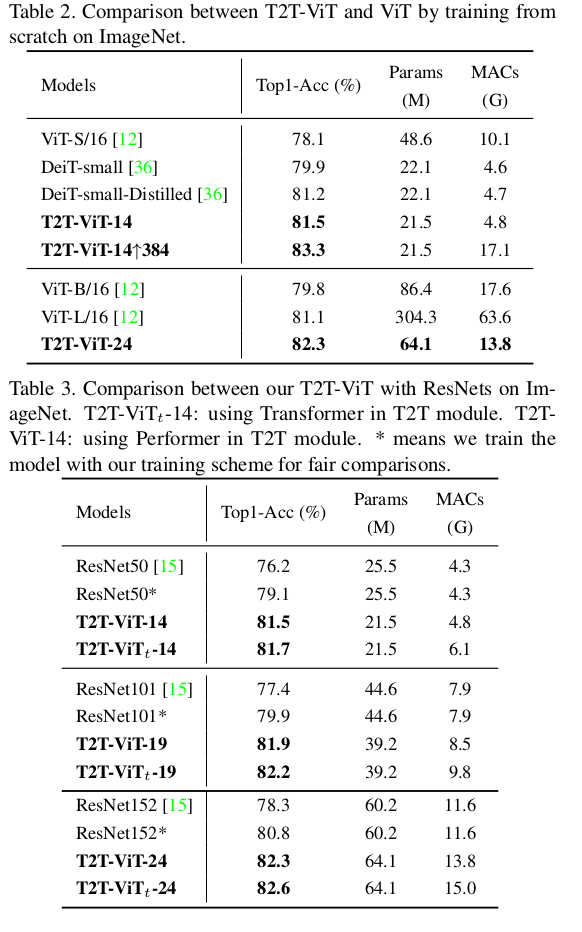 Table 2. Comparison between T2T-ViT and ViT by training from
scratch on ImageNet.
Models Top1-Acc (%) Params (M) MACs (G)
ViT-S/16 [12] 78.1 48.6 10.1
DeiT-small [36] 79.9 22.1 4.6
DeiT-small-Distilled [36] 81.2 22.1 4.7
T2T-ViT-14 81.5 21.5 4.8
T2T-ViT-14↑384 83.3 21.5 17.1
ViT-B/16 [12] 79.8 86.4 17.6
ViT-L/16 [12] 81.1 304.3 63.6
T2T-ViT-24 82.3 64.1 13.8
Table 3. Comparison between our T2T-ViT with ResNets on Im-
ageNet. T2T-ViTt-14: using Transformer in T2T module. T2T-
ViT-14: using Performer in T2T module. * means we train the
model with our training scheme for fair comparisons.
Models Top1-Acc (%) Params (M) MACs (G)
ResNet50 [15] 76.2 25.5 4.3
ResNet50* 79.1 25.5 4.3
T2T-ViT-14 81.5 21.5 4.8
T2T-ViTt-14 81.7 21.5 6.1
ResNet101 [15] 77.4 44.6 7.9
ResNet101* 79.9 44.6 7.9
T2T-ViT-19 81.9 39.2 8.5
T2T-ViTt-19 82.2 39.2 9.8
ResNet152 [15] 78.3 60.2 11.6
ResNet152* 80.8 60.2 11.6
T2T-ViT-24 82.3 64.1 13.8
T2T-ViTt-24 82.6 64.1 15.0